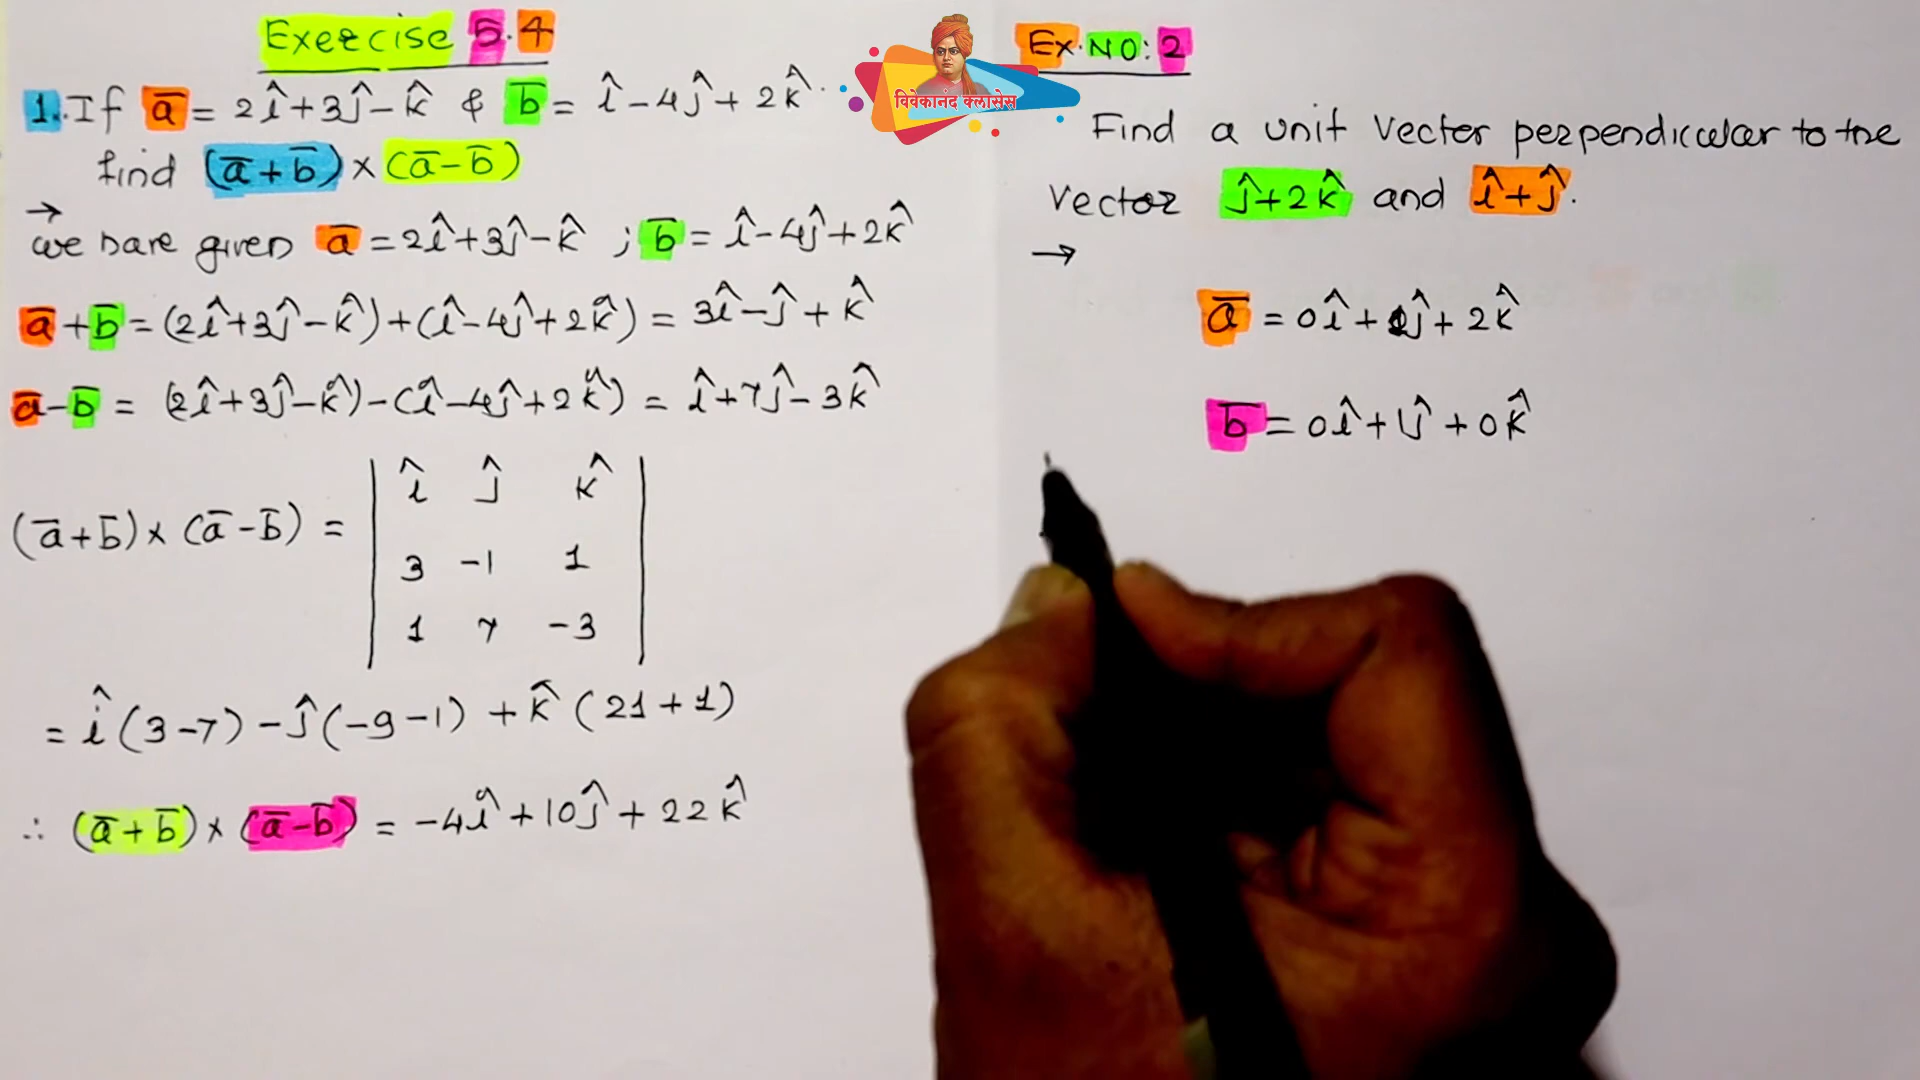 Exercise 5.4
1. If a̅ = 2î+3ĵ-k̂ & b̅ = î-4ĵ+2k̂.
find (a̅+b̅)×(a̅-b̅)
→
we have given a̅ = 2î+3ĵ-k̂ ; b̅ = î-4ĵ+2k̂
a̅+b̅ = (2î+3ĵ-k̂)+(î-4ĵ+2k̂) = 3î-ĵ+k̂
a̅-b̅ = (2î+3ĵ-k̂)-(î-4ĵ+2k̂) = î+7ĵ-3k̂
(a̅+b̅)×(a̅-b̅) =
| î ĵ k̂ |
| 3 -1 1 |
| 1 7 -3 |
= î(3-7)-ĵ(-9-1)+k̂(21+1)
∴ (a̅+b̅)×(a̅-b̅) = -4î+10ĵ+22k̂
विवेकानंद क्लासेस
Ex.NO:2
Find a unit vector perpendicular to the
vector ĵ+2k̂ and î+ĵ.
→
a̅ = 0î+1ĵ+2k̂
b̅ = 0î+1ĵ+0k̂